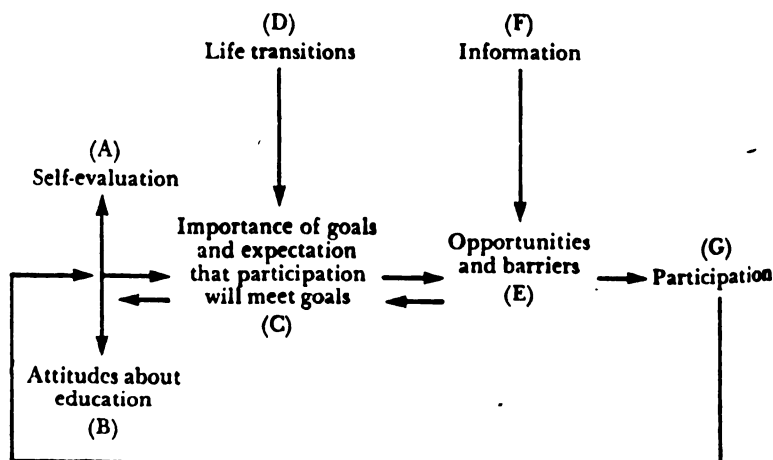 (D)
Life transitions
(F)
Information
(A)
Self-evaluation
Importance of goals
and expectation
that participation
will meet goals
(C)
Opportunities
and barriers
(E)
(G)
Participation
Attitudes about
education
(B)